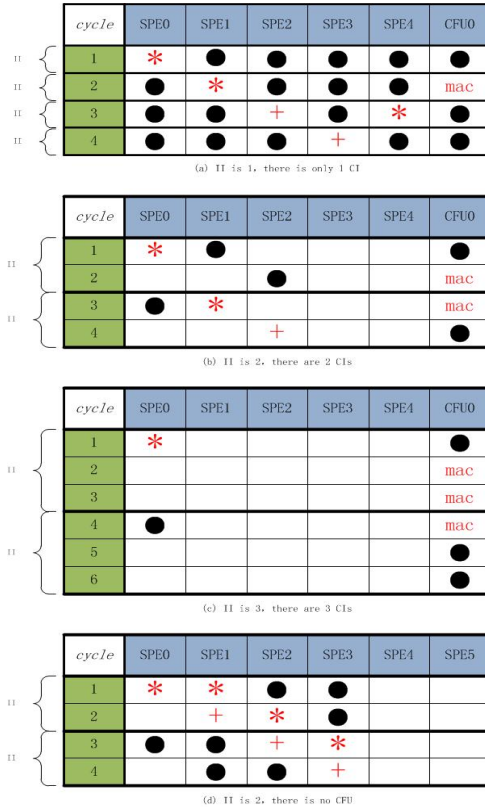 cycle SPE0 SPE1 SPE2 SPE3 SPE4 CFU0
II 1 * ● ● ● ● ●
II 2 ● * ● ● ● mac
II 3 ● ● + ● * ●
II 4 ● ● ● + ● ●
(a) II is 1, there is only 1 CI
cycle SPE0 SPE1 SPE2 SPE3 SPE4 CFU0
II
1 * ● ●
2 ● mac
II
3 ● * mac
4 + ●
(b) II is 2, there are 2 CIs
cycle SPE0 SPE1 SPE2 SPE3 SPE4 CFU0
1 * ●
II 2 mac
3 mac
4 ● mac
II 5 ●
6 ●
(c) II is 3, there are 3 CIs
cycle SPE0 SPE1 SPE2 SPE3 SPE4 SPE5
II
1 * * ● ●
2 + * ●
II
3 ● ● + *
4 ● ● +
(d) II is 2, there is no CFU